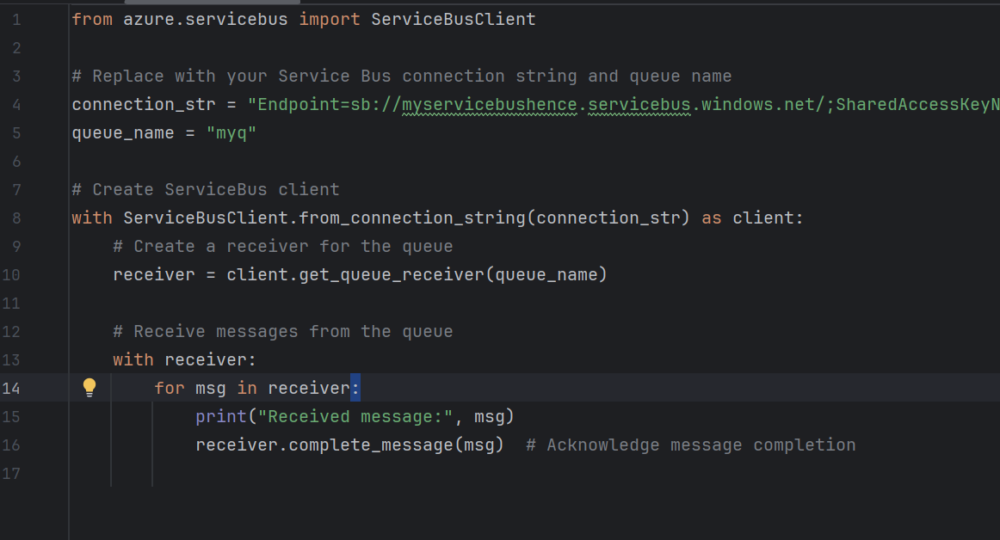 1 from azure.servicebus import ServiceBusClient
2
3 # Replace with your Service Bus connection string and queue name
4 connection_str = "Endpoint=sb://myservicebushence.servicebus.windows.net/;SharedAccessKeyN
5 queue_name = "myq"
6
7 # Create ServiceBus client
8 with ServiceBusClient.from_connection_string(connection_str) as client:
9     # Create a receiver for the queue
10     receiver = client.get_queue_receiver(queue_name)
11
12     # Receive messages from the queue
13     with receiver:
14         for msg in receiver:
15             print("Received message:", msg)
16             receiver.complete_message(msg)  # Acknowledge message completion
17